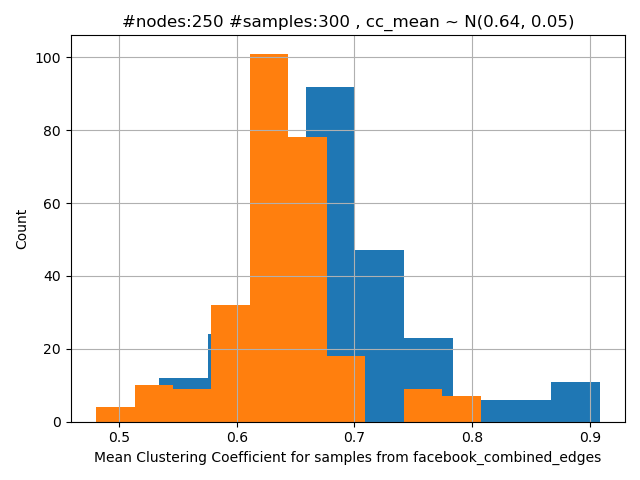 #nodes:250 #samples:300 , cc_mean ~ N(0.64, 0.05)
100
80
60
40
20
0
Count
0.5 0.6 0.7 0.8 0.9
Mean Clustering Coefficient for samples from facebook_combined_edges